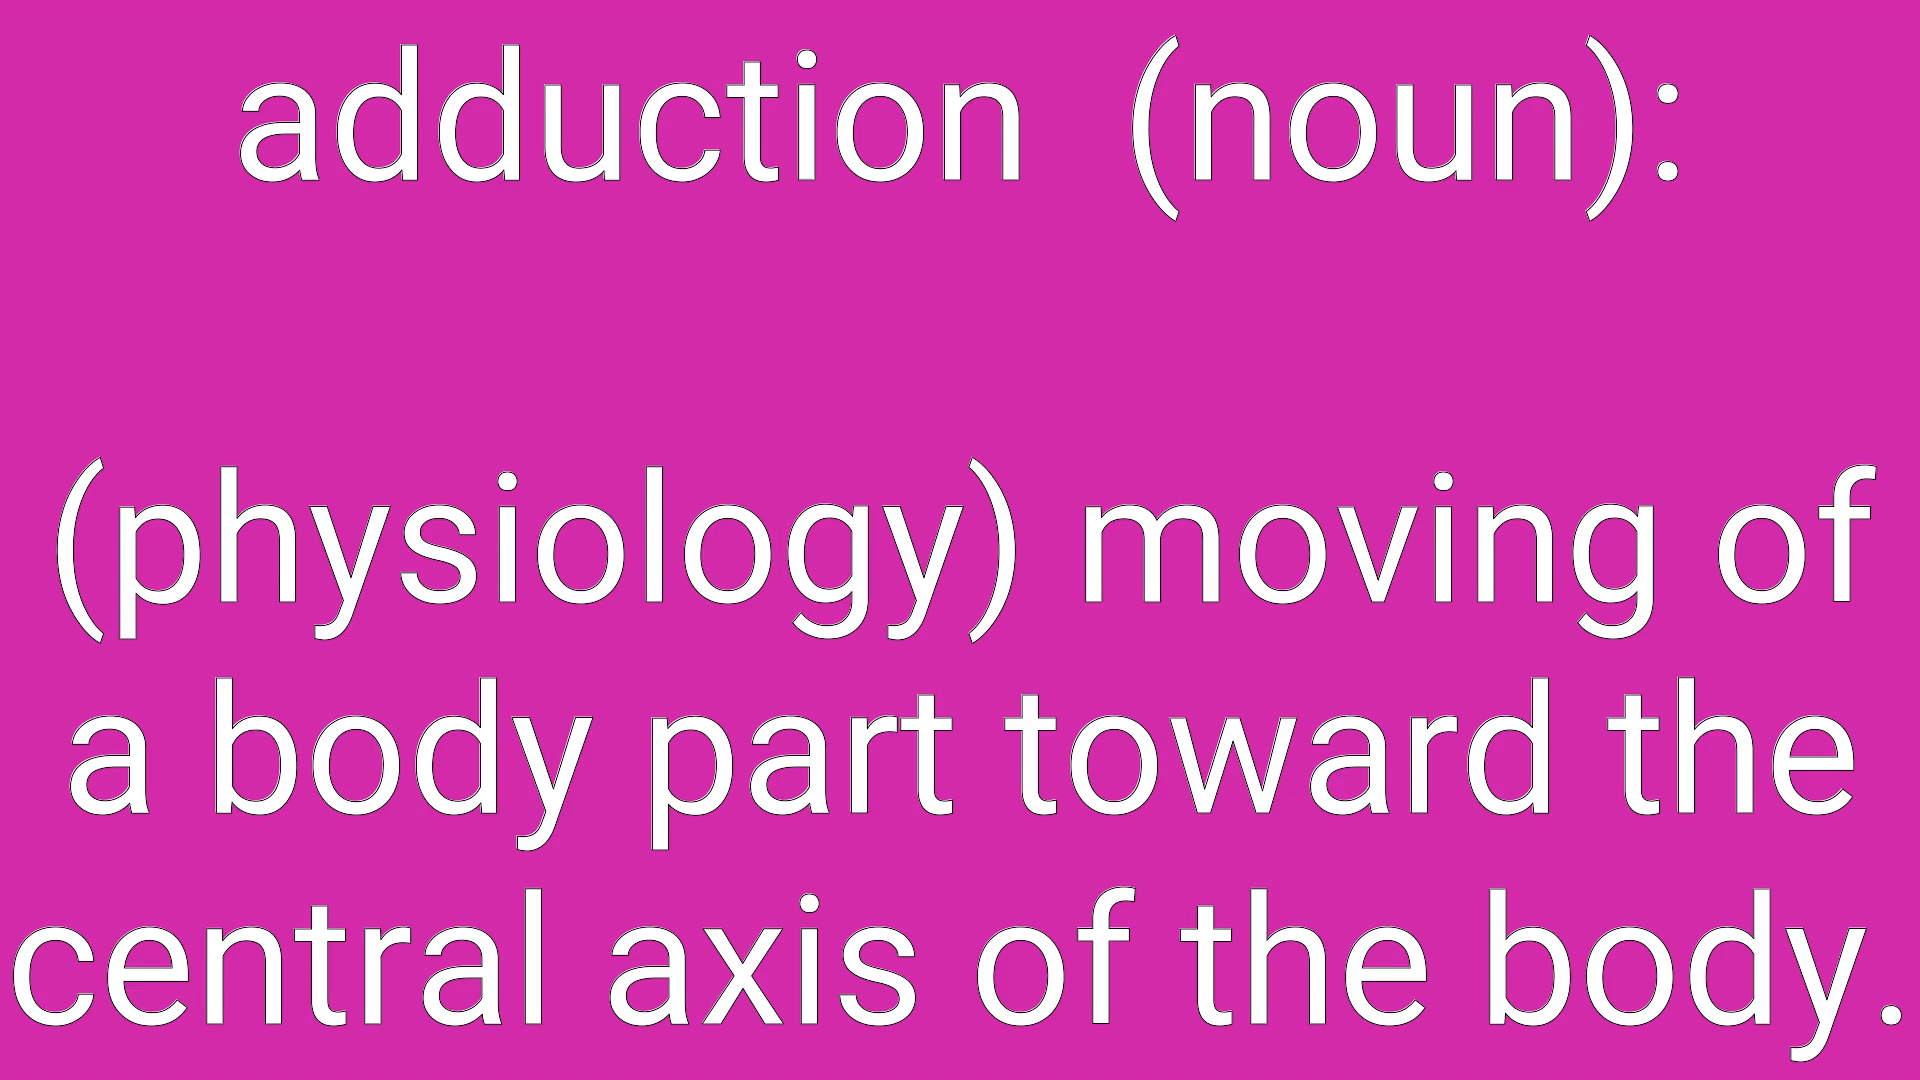 adduction (noun):
(physiology) moving of
a body part toward the
central axis of the body.